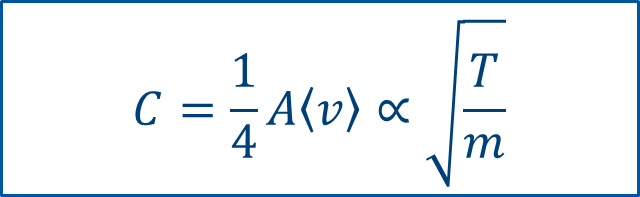 C = 1/4 A⟨v⟩ ∝ √(T/m)